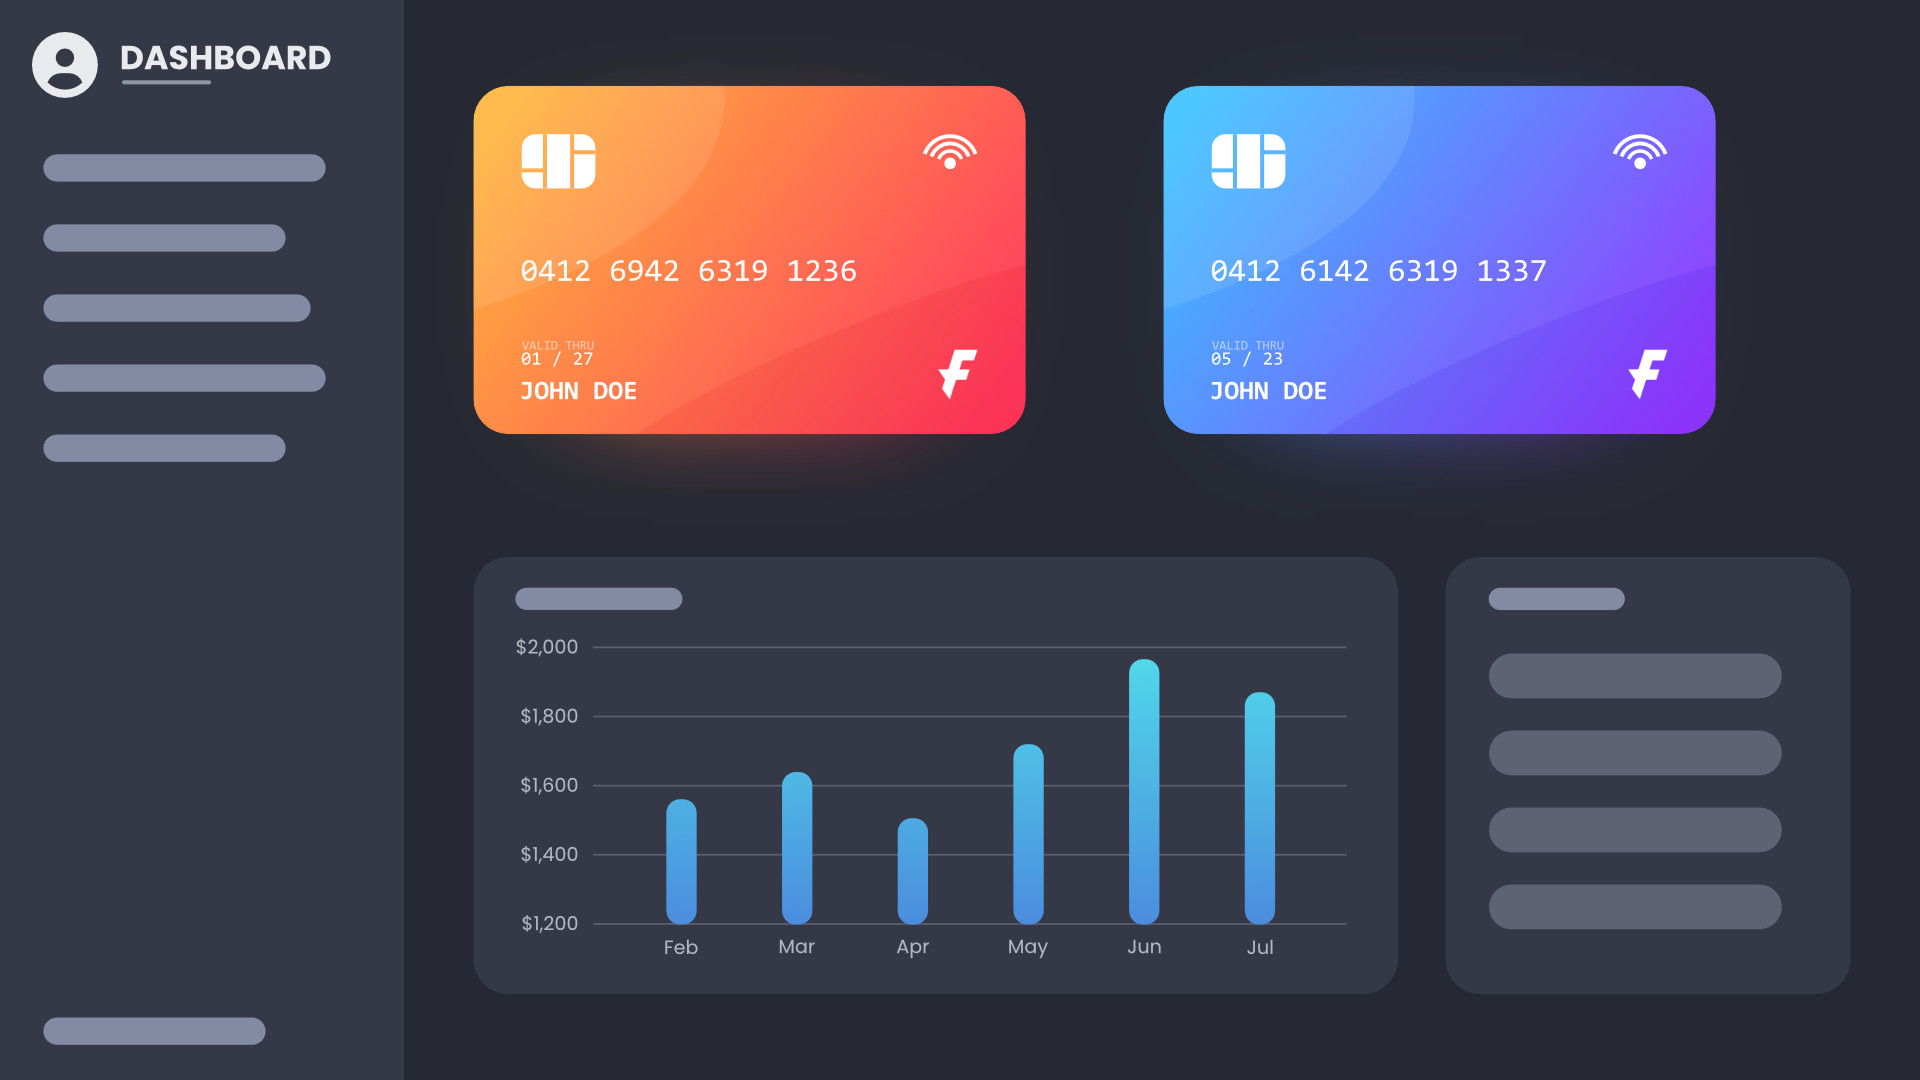 DASHBOARD
0412 6942 6319 1236
VALID THRU
01 / 27
JOHN DOE
0412 6142 6319 1337
VALID THRU
05 / 23
JOHN DOE
$2,000
$1,800
$1,600
$1,400
$1,200
Feb Mar Apr May Jun Jul